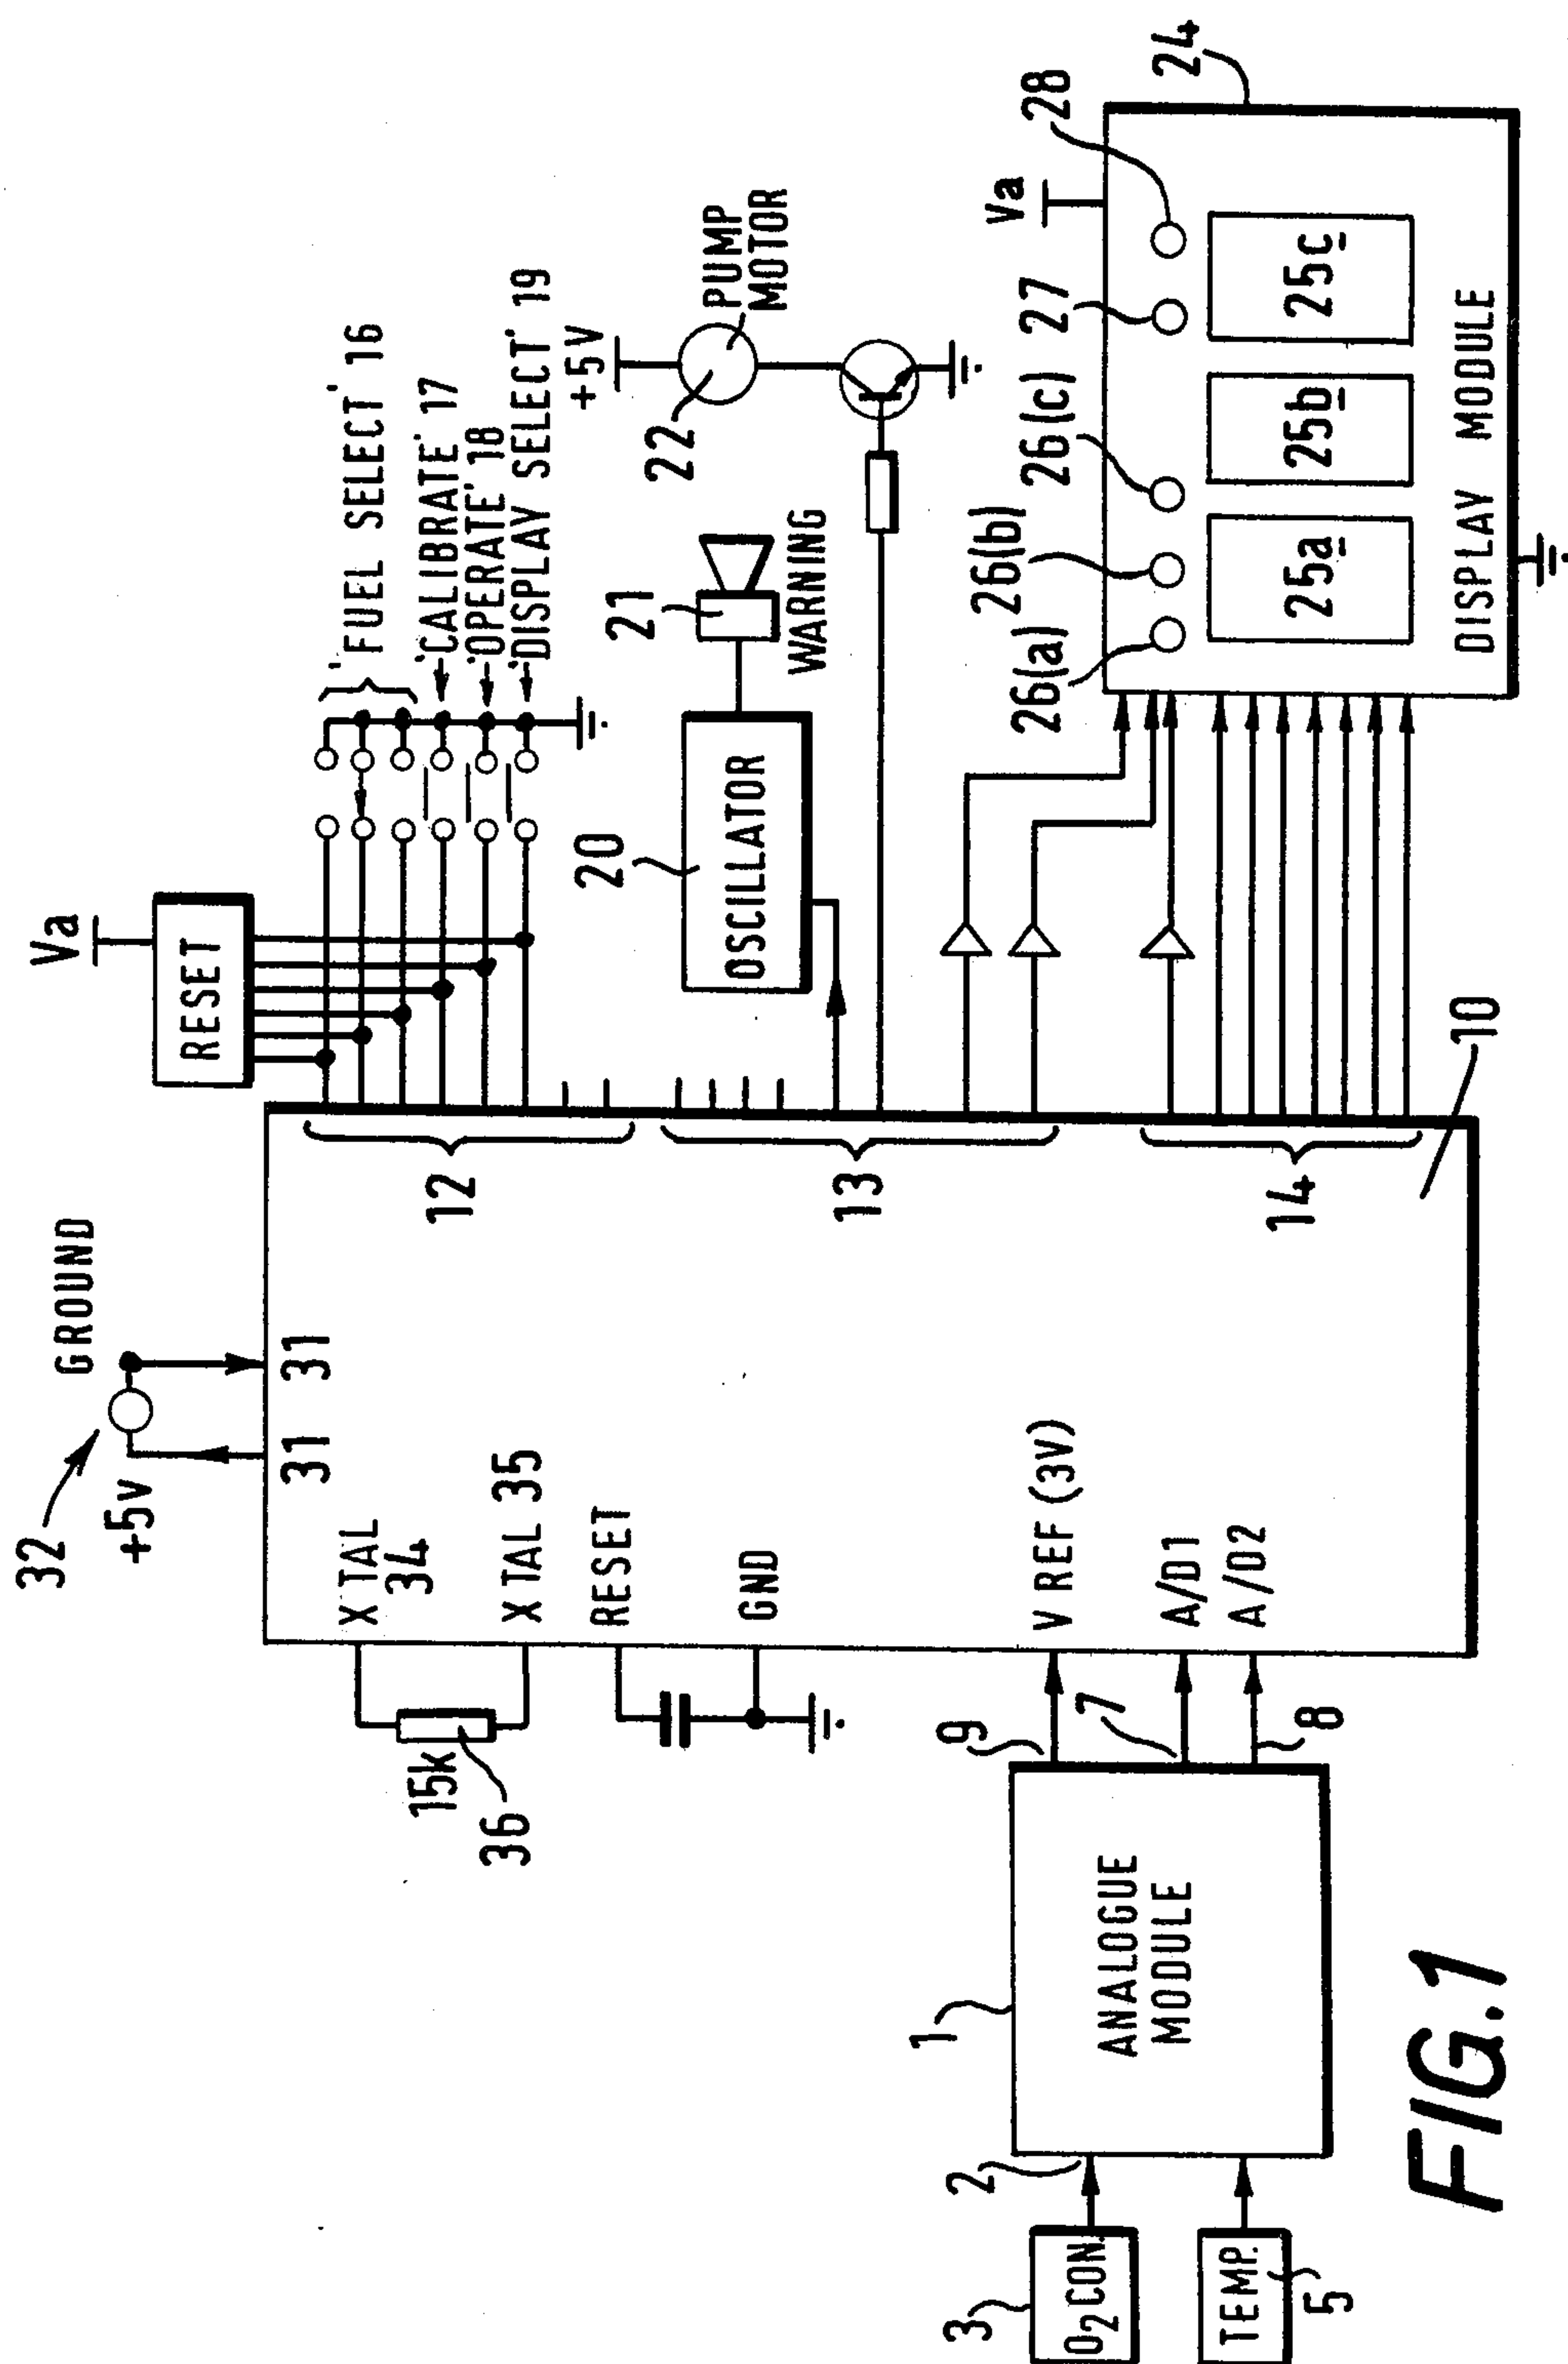 32
+5v
GROUND
31
31
X TAL
34
X TAL 35
RESET
GND
V REF (3V)
A/D1
A/D2
15k
36
9
7
8
1
ANALOGUE
MODULE
2
3
O2 CON.
TEMP.
5
12
13
14
10
Va
RESET
'FUEL SELECT' 16
'CALIBRATE' 17
'OPERATE' 18
'DISPLAY SELECT' 19
20
OSCILLATOR
21
WARNING
+5V
22
PUMP
MOTOR
26(a)
26(b)
26(c)
27
28
Va
24
25a
25b
25c
DISPLAY MODULE
FIG.1